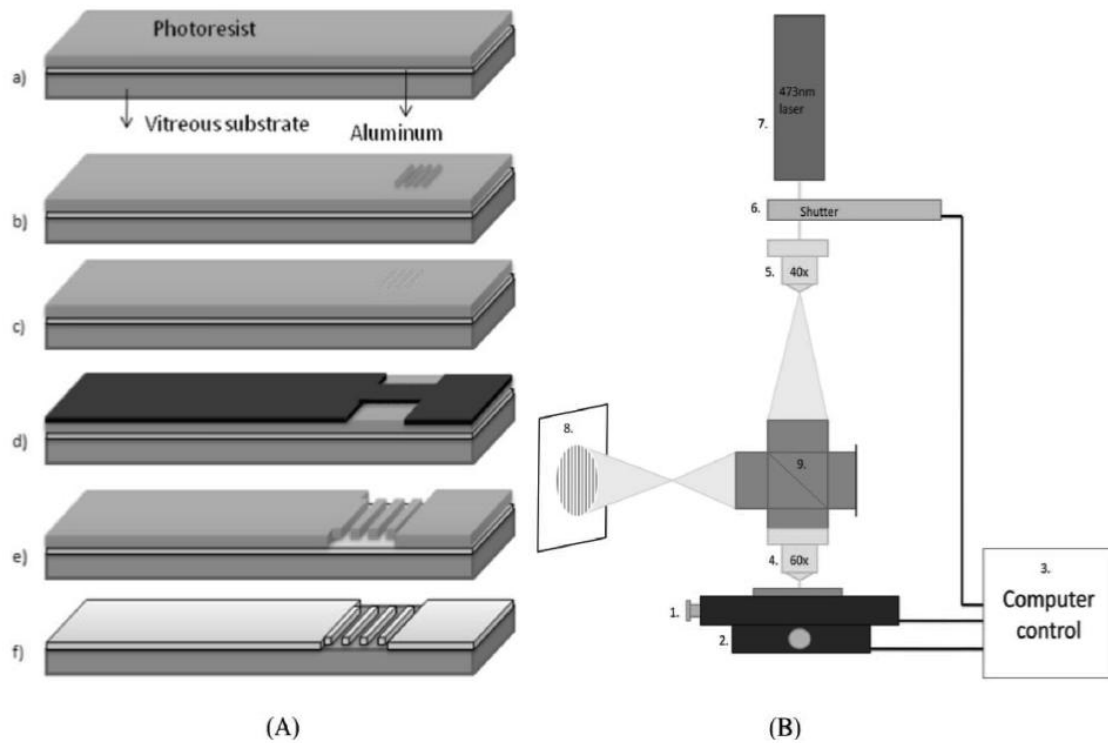 Photoresist
a)
Vitreous substrate
Aluminum
b)
c)
d)
e)
f)
(A)
473nm
laser
7.
6.
Shutter
5.
40x
8.
9.
4.
60x
3.
Computer
control
1.
2.
(B)